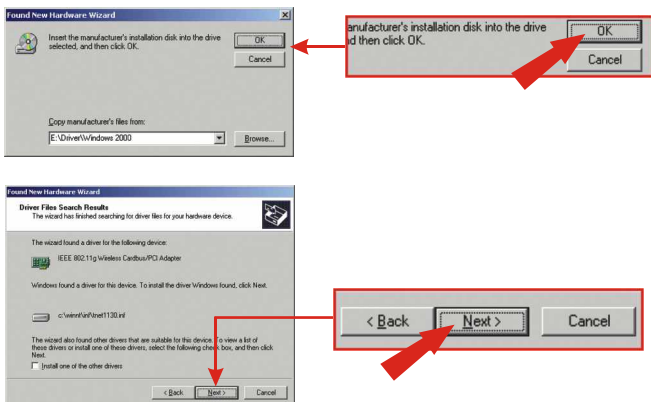 Found New Hardware Wizard
Insert the manufacturer's installation disk into the drive
selected, and then click OK.
OK
Cancel
Copy manufacturer's files from:
E:\Driver\Windows 2000
Browse...
anufacturer's installation disk into the drive
d then click OK.
OK
Cancel
Found New Hardware Wizard
Driver Files Search Results
The wizard has finished searching for driver files for your hardware device.
The wizard found a driver for the following device:
IEEE 802.11g Wireless Cardbus/PCI Adapter
Windows found a driver for this device. To install the driver Windows found, click Next.
c:\winnt\inf\tnet1130.inf
The wizard also found other drivers that are suitable for this device. To view a list of
these drivers or install one of these drivers, select the following check box, and then click
Next.
Install one of the other drivers
< Back
Next >
Cancel
< Back
Next >
Cancel